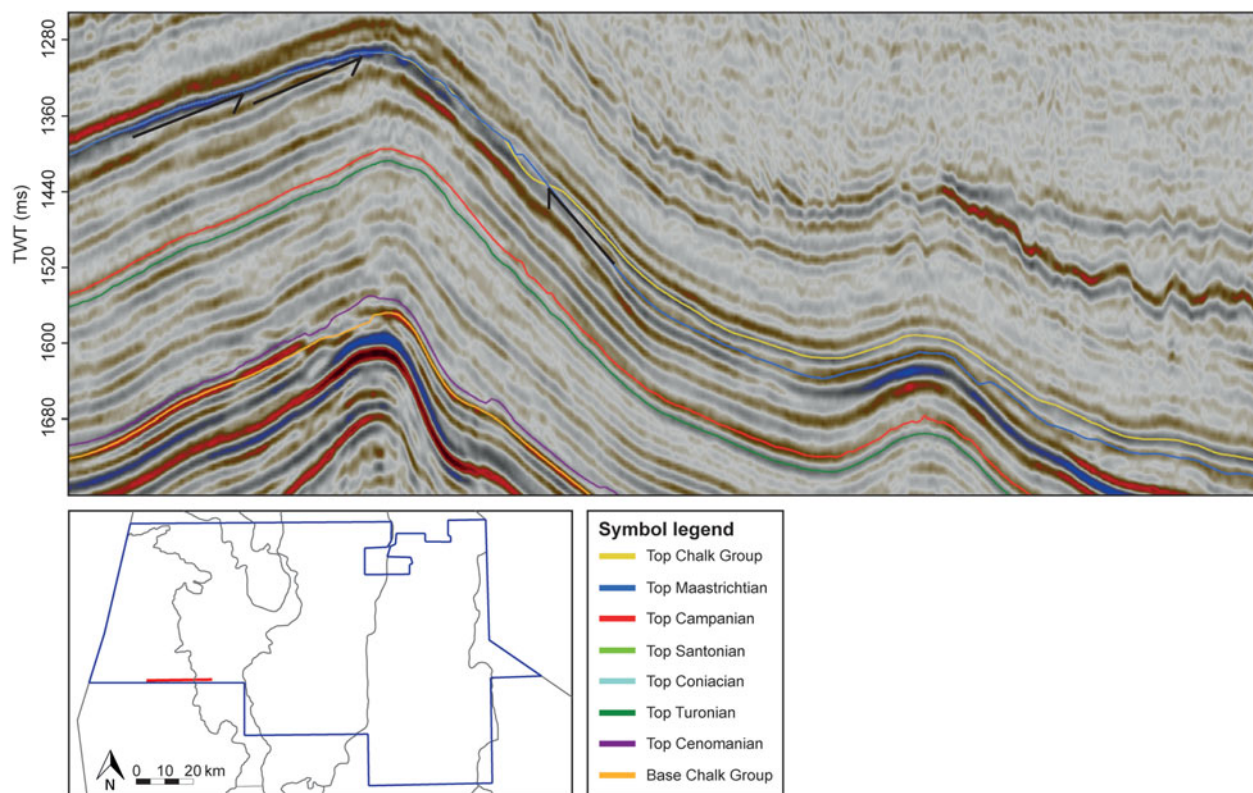 1280
1360
1440
1520
1600
1680
TWT (ms)
N
0 10 20 km
Symbol legend
Top Chalk Group
Top Maastrichtian
Top Campanian
Top Santonian
Top Coniacian
Top Turonian
Top Cenomanian
Base Chalk Group